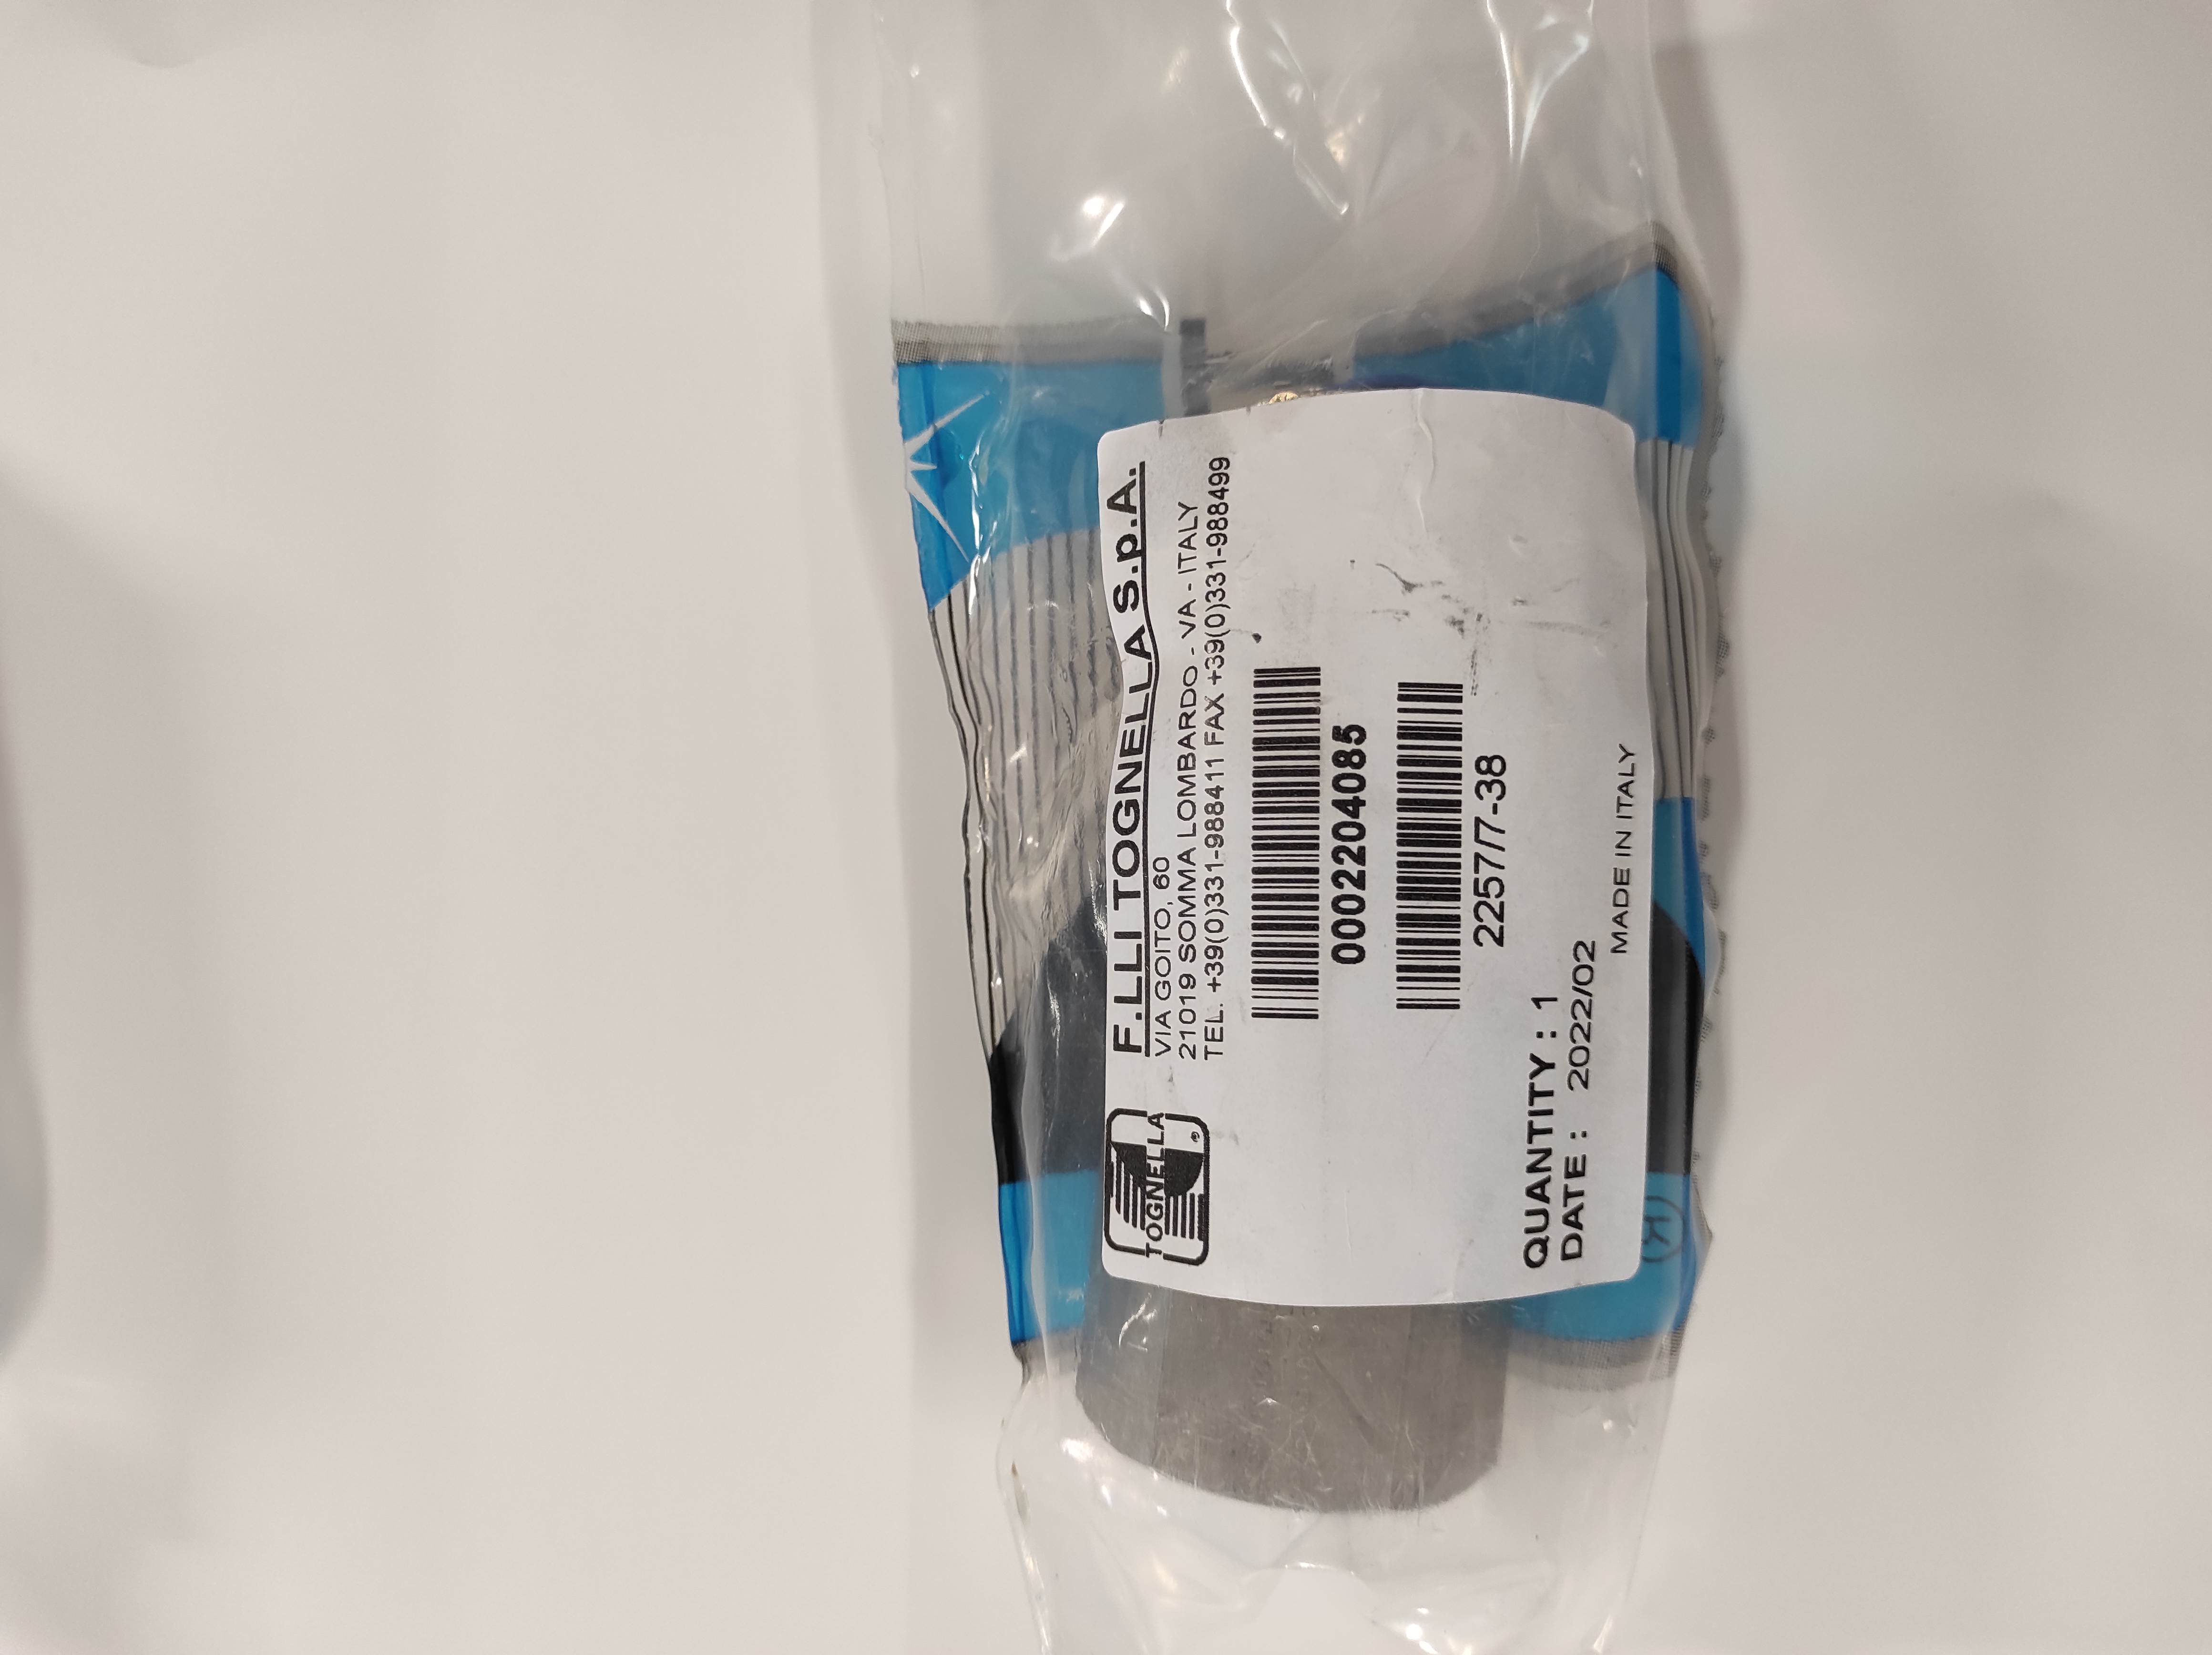 TOGNELLA
®
F.LLI TOGNELLA S.p.A.
VIA GOITO, 60
21019 SOMMA LOMBARDO - VA - ITALY
TEL. +39(0)331-988411 FAX +39(0)331-988499
0002204085
2257/7-38
QUANTITY : 1
DATE : 2022/02
MADE IN ITALY